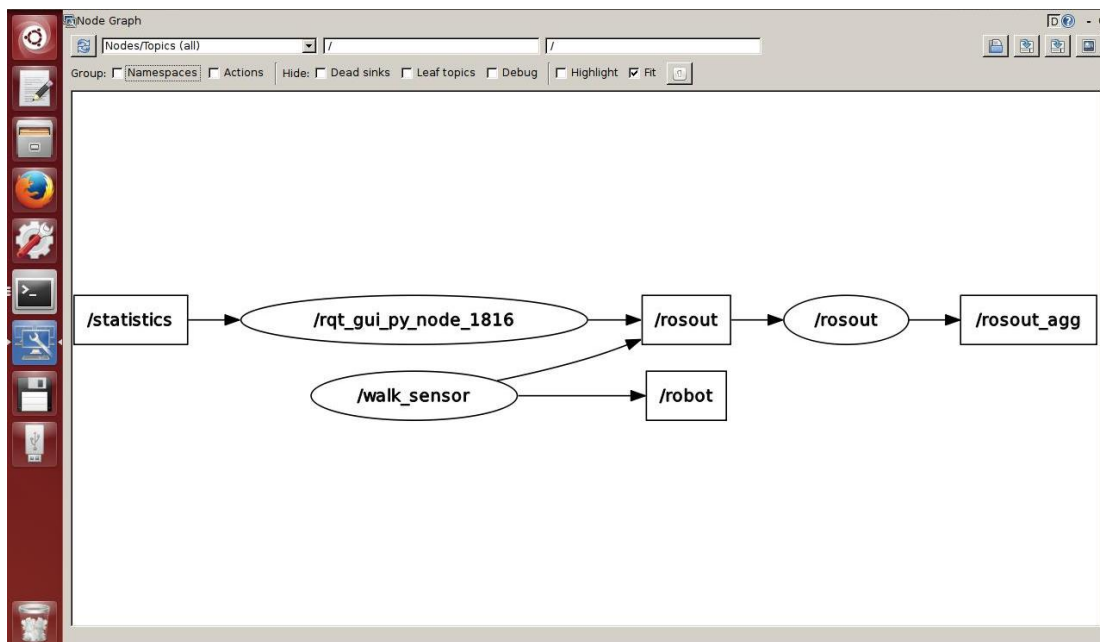 Node Graph
D
Nodes/Topics (all) / /
Group: Namespaces Actions Hide: Dead sinks Leaf topics Debug Highlight Fit
/statistics /rqt_gui_py_node_1816 /rosout /rosout /rosout_agg
/walk_sensor /robot